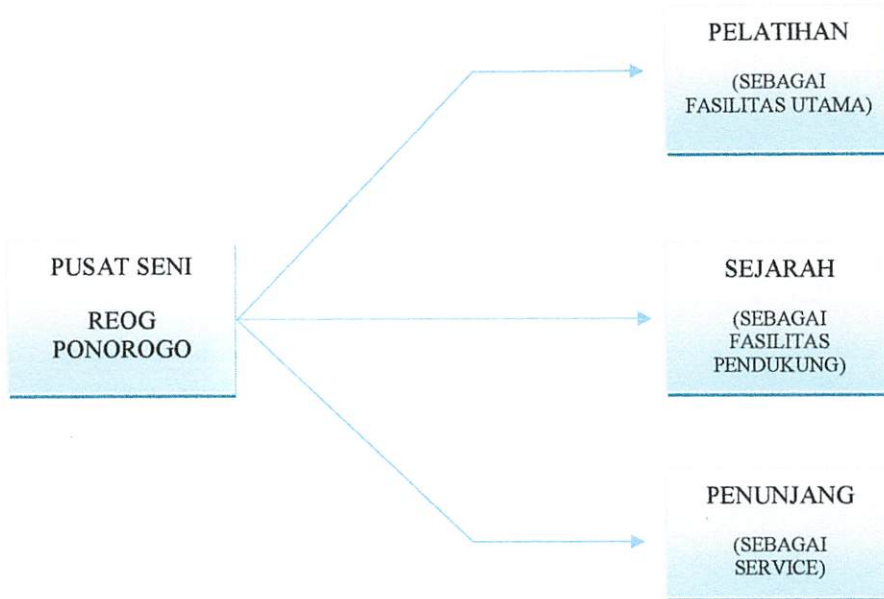 PELATIHAN
(SEBAGAI
FASILITAS UTAMA)
PUSAT SENI
REOG
PONOROGO
SEJARAH
(SEBAGAI
FASILITAS
PENDUKUNG)
PENUNJANG
(SEBAGAI
SERVICE)